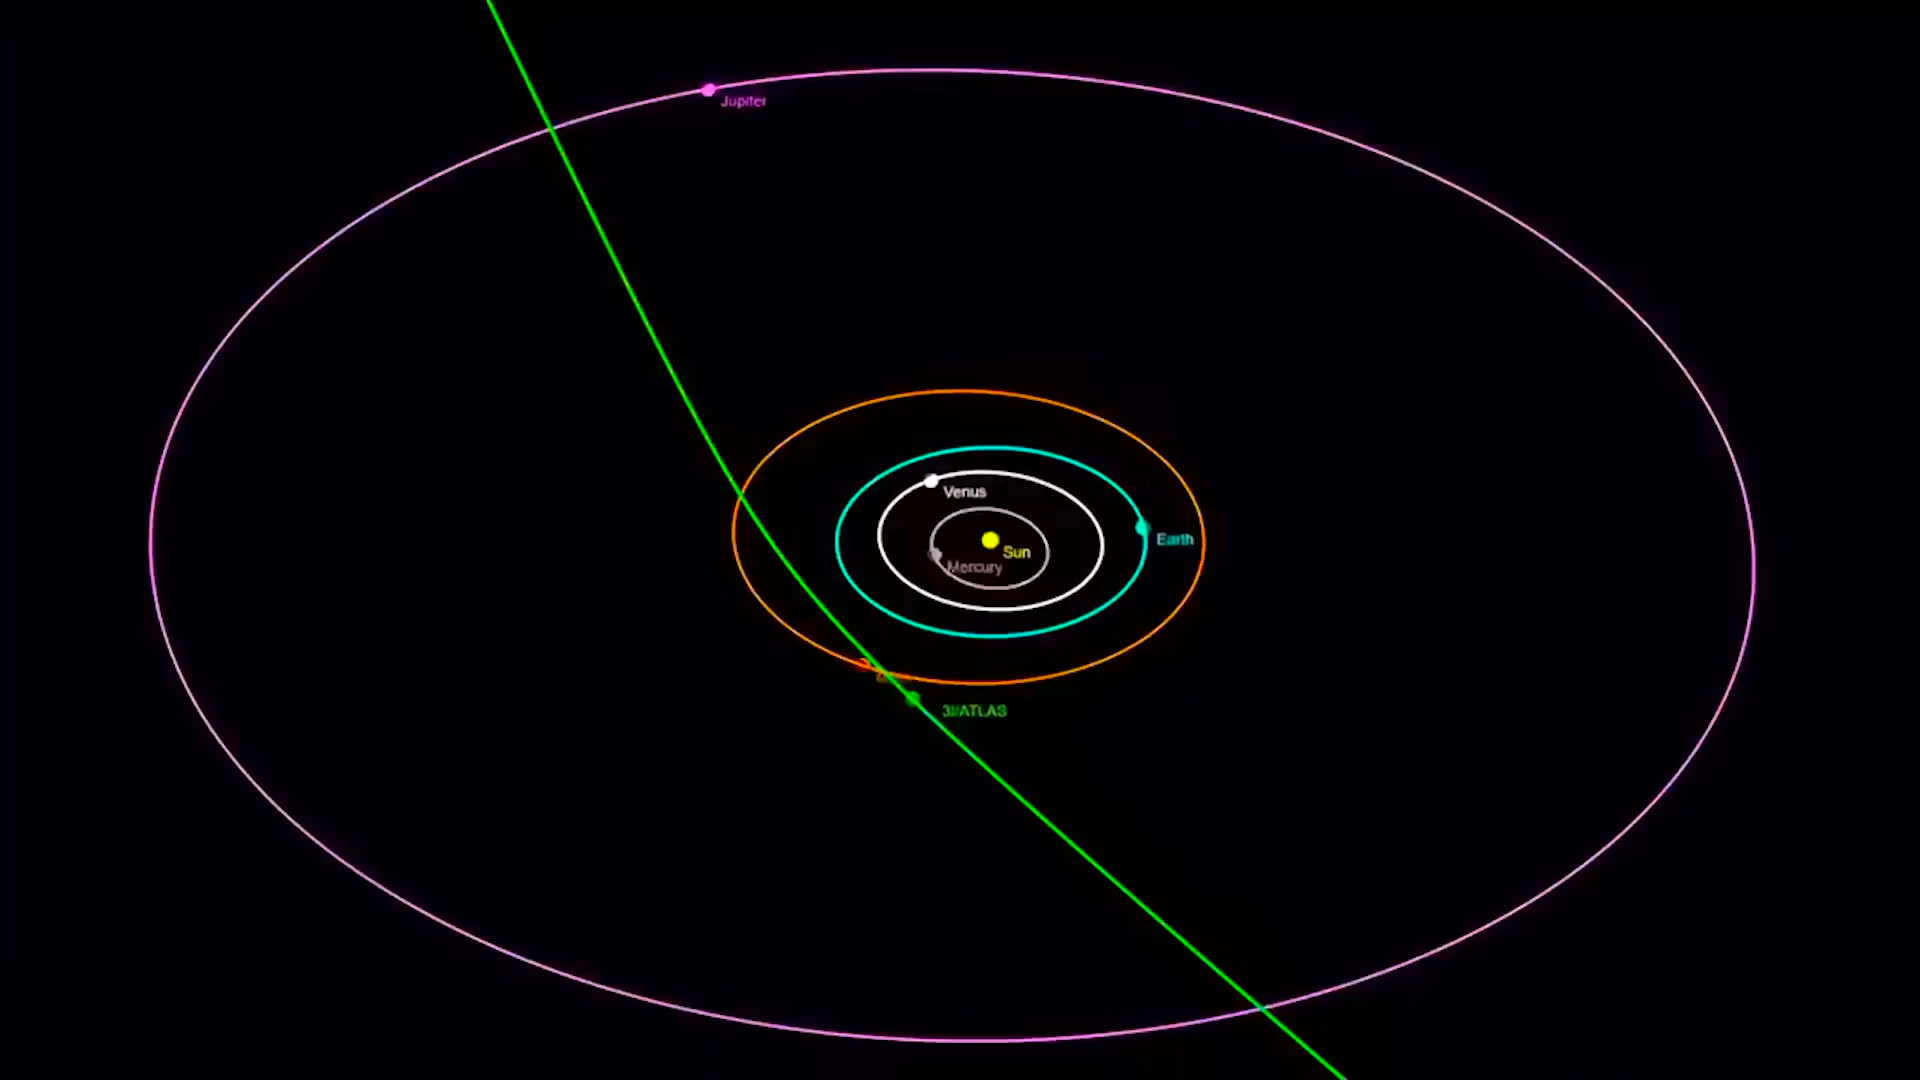 Jupiter
Venus
Earth
Sun
Mercury
3I/ATLAS